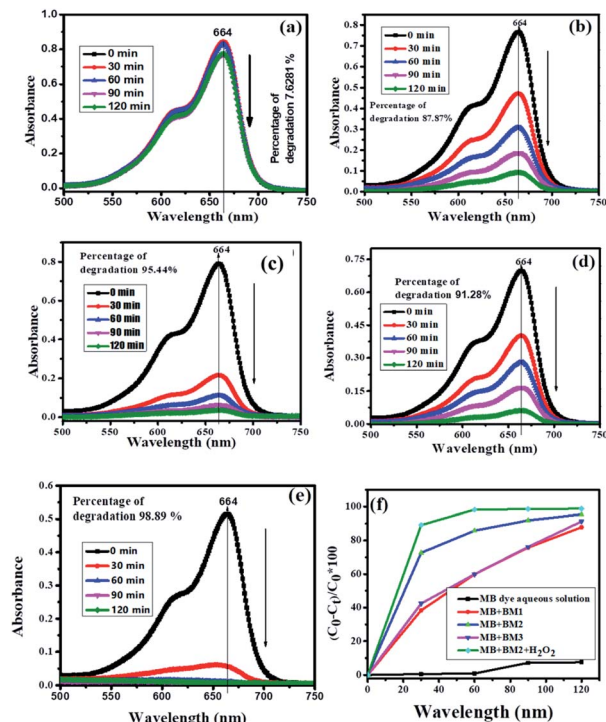 (a)
664
0 min
30 min
60 min
90 min
120 min
Percentage of
degradation 7.6281 %
Absorbance
1.0
0.8
0.6
0.4
0.2
0.0
500 550 600 650 700 750
Wavelength (nm)
(b)
664
0 min
30 min
60 min
90 min
120 min
Percentage of
degradation 87.87%
Absorbance
0.8
0.7
0.6
0.5
0.4
0.3
0.2
0.1
0.0
500 550 600 650 700 750
Wavelength (nm)
(c)
664
Percentage of
degradation 95.44%
0 min
30 min
60 min
90 min
120 min
Absorbance
0.8
0.6
0.4
0.2
0.0
500 550 600 650 700 750
Wavelength (nm)
(d)
664
Percentage of
degradation 91.28%
0 min
30 min
60 min
90 min
120 min
Absorbance
0.75
0.60
0.45
0.30
0.15
0.00
500 550 600 650 700 750
Wavelength (nm)
(e)
664
Percentage of
degradation 98.89 %
0 min
30 min
60 min
90 min
120 min
Absorbance
0.6
0.5
0.4
0.3
0.2
0.1
0.0
500 550 600 650 700 750
Wavelength (nm)
(f)
(C₀-Cₜ)/C₀*100
100
80
60
40
20
0
MB dye aqueous solution
MB+BM1
MB+BM2
MB+BM3
MB+BM2+H₂O₂
0 20 40 60 80 100 120
Wavelength (nm)